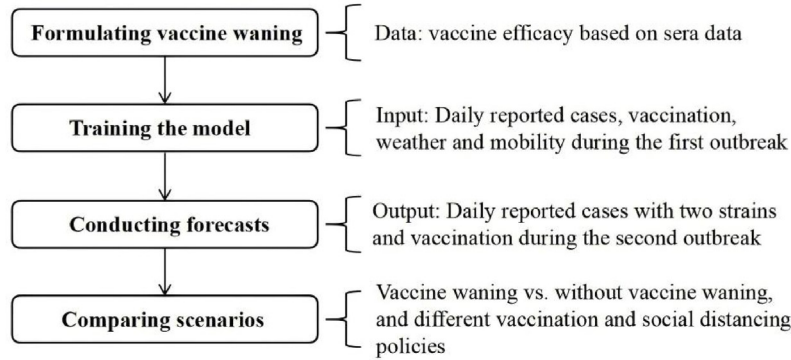 Formulating vaccine waning
Data: vaccine efficacy based on sera data
Training the model
Input: Daily reported cases, vaccination,
weather and mobility during the first outbreak
Conducting forecasts
Output: Daily reported cases with two strains
and vaccination during the second outbreak
Comparing scenarios
Vaccine waning vs. without vaccine waning,
and different vaccination and social distancing
policies